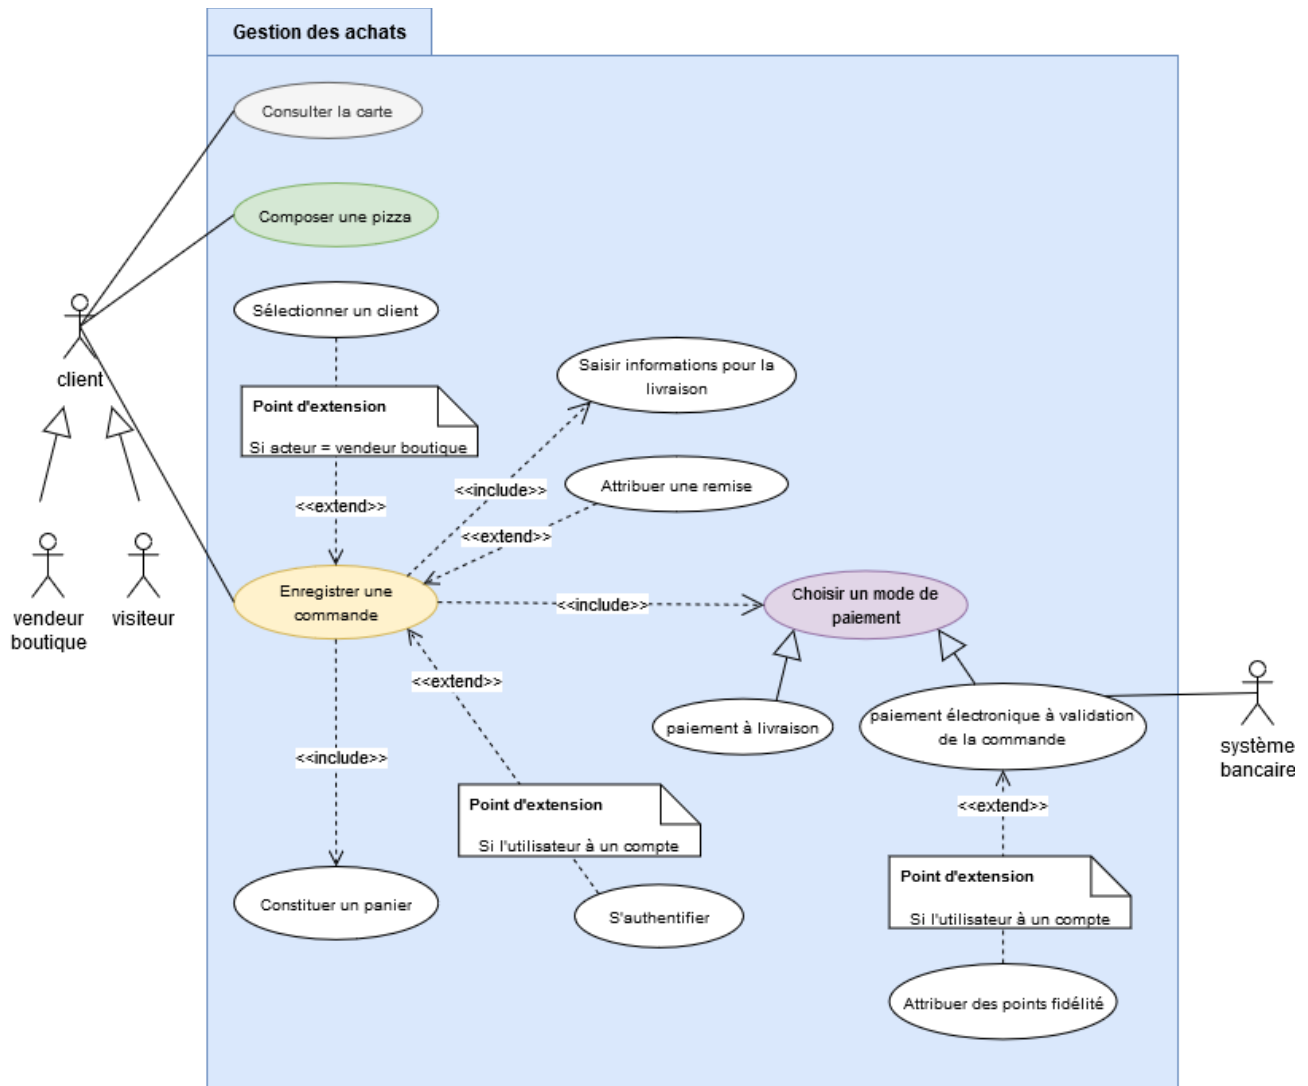 Gestion des achats
Consulter la carte
Composer une pizza
Sélectionner un client
client
Point d'extension
Si acteur = vendeur boutique
<<extend>>
Saisir informations pour la
livraison
<<include>>
Attribuer une remise
<<extend>>
vendeur
boutique
visiteur
Enregistrer une
commande
<<include>>
Choisir un mode de
paiement
<<extend>>
paiement à livraison
paiement électronique à validation
de la commande
système
bancaire
<<include>>
Point d'extension
Si l'utilisateur à un compte
<<extend>>
Constituer un panier
S'authentifier
Point d'extension
Si l'utilisateur à un compte
Attribuer des points fidélité